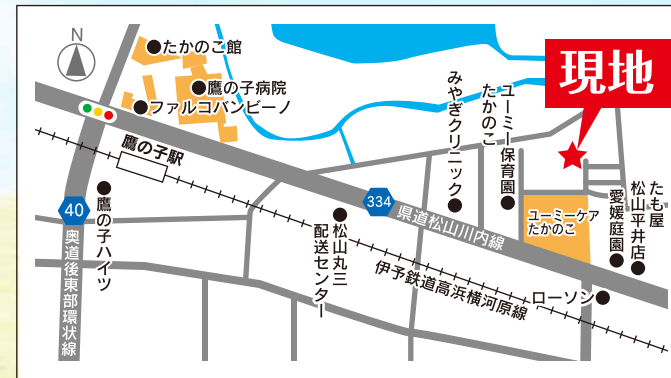 N
たかのこ館
鷹の子病院
ファルコバンビーノ
現地
鷹の子駅
みやぎクリニック
たかのこ
ユーミー保育園
ユーミーケア
たかのこ
たも屋
松山平井店
愛媛庭園
40
奥道後東部環状線
鷹の子ハイツ
松山丸三
配送センター
334
県道松山川内線
伊予鉄道高浜横河原線
ローソン